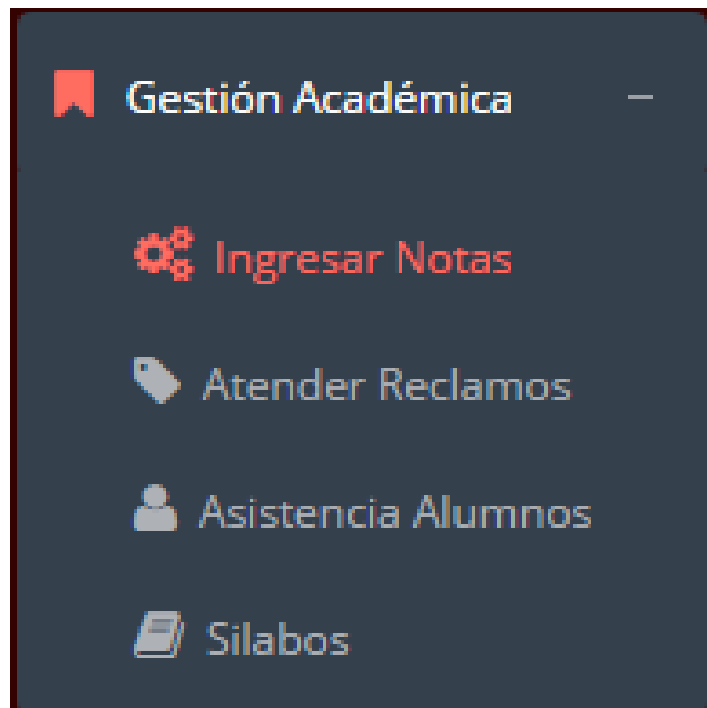 Gestión Académica
Ingresar Notas
Atender Reclamos
Asistencia Alumnos
Silabos